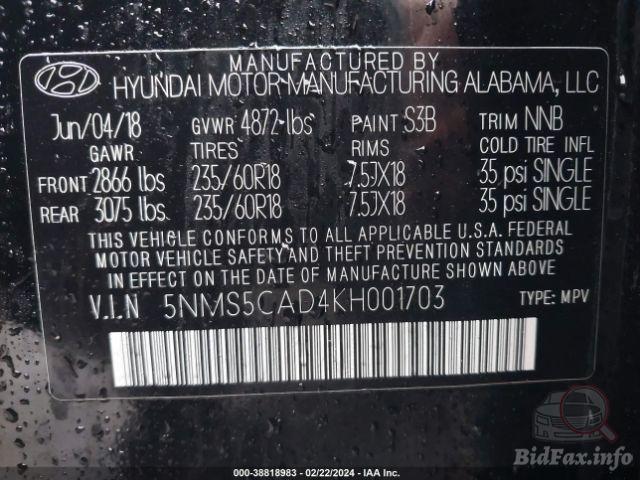 MANUFACTURED BY
HYUNDAI MOTOR MANUFACTURING ALABAMA, LLC
Jun/04/18 GVWR 4872 lbs PAINT S3B TRIM NNB
GAWR TIRES RIMS COLD TIRE INFL
FRONT 2866 lbs 235/60R18 7.5JX18 35 psi SINGLE
REAR 3075 lbs 235/60R18 7.5JX18 35 psi SINGLE
THIS VEHICLE CONFORMS TO ALL APPLICABLE U.S.A. FEDERAL
MOTOR VEHICLE SAFETY AND THEFT PREVENTION STANDARDS
IN EFFECT ON THE DATE OF MANUFACTURE SHOWN ABOVE.
V.I.N 5NMS5CAD4KH001703 TYPE: MPV
BidFax.info
000-38818983 - 02/22/2024 - IAA Inc.